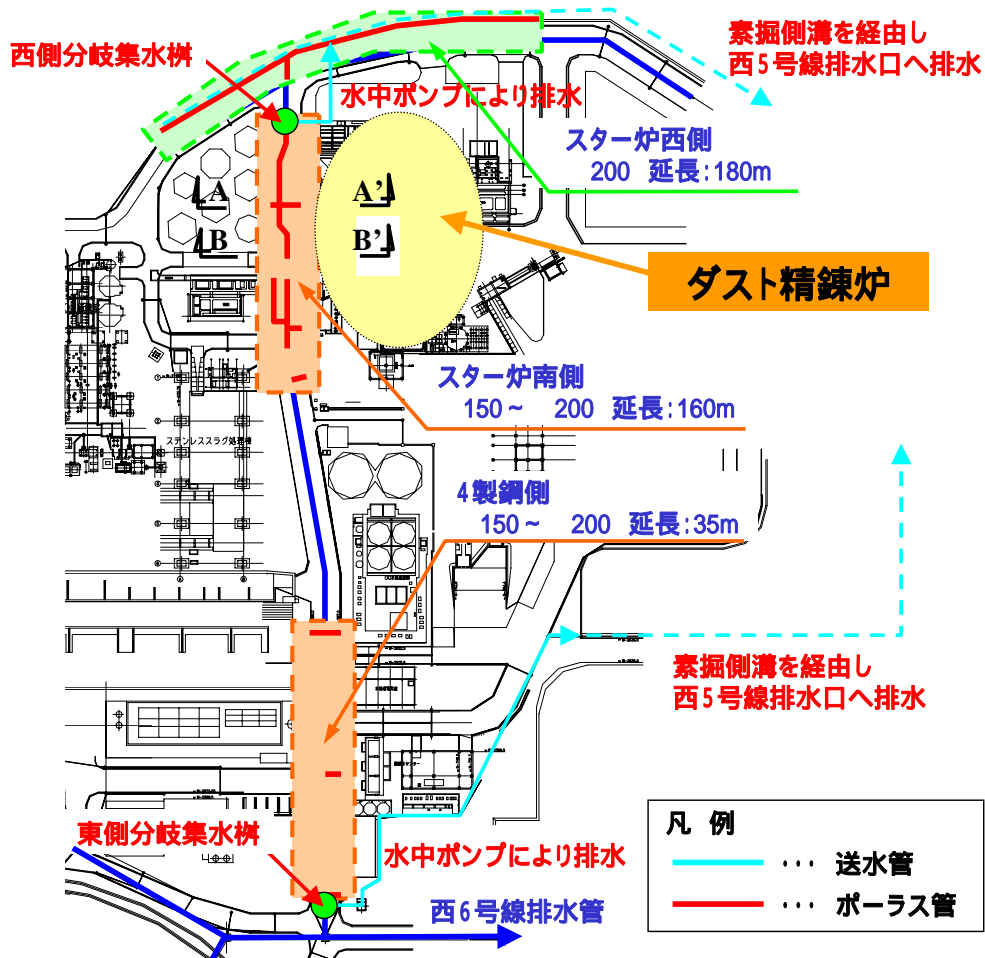 西側分岐集水桝
素掘側溝を経由し
西5号線排水口へ排水
水中ポンプにより排水
スター炉西側
200 延長:180m
A
A’
B
B’
ダスト精錬炉
スター炉南側
150～ 200 延長:160m
ステンレススラグ処理棟
4製鋼側
150～ 200 延長:35m
素掘側溝を経由し
西5号線排水口へ排水
東側分岐集水桝
水中ポンプにより排水
西6号線排水管
凡 例
･･･ 送水管
･･･ ポーラス管